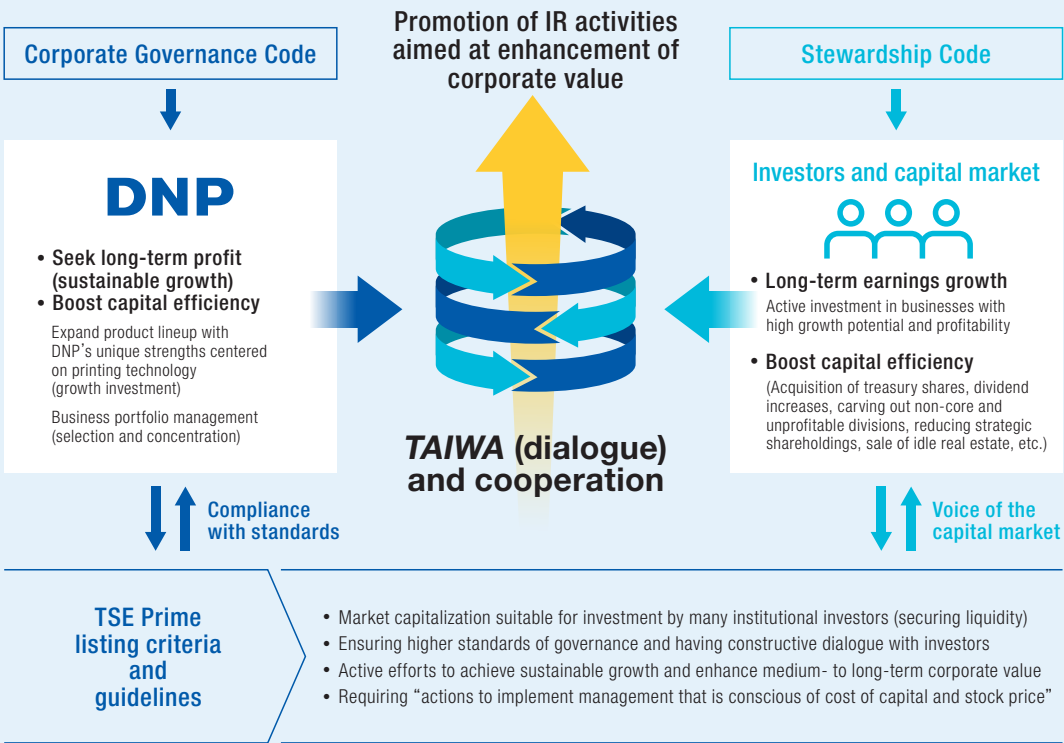 Corporate Governance Code
Promotion of IR activities
aimed at enhancement of
corporate value
Stewardship Code
DNP
• Seek long-term profit
(sustainable growth)
• Boost capital efficiency
Expand product lineup with
DNP's unique strengths centered
on printing technology
(growth investment)
Business portfolio management
(selection and concentration)
TAIWA (dialogue)
and cooperation
Investors and capital market
• Long-term earnings growth
Active investment in businesses with
high growth potential and profitability
• Boost capital efficiency
(Acquisition of treasury shares, dividend
increases, carving out non-core and
unprofitable divisions, reducing strategic
shareholdings, sale of idle real estate, etc.)
Compliance
with standards
Voice of the
capital market
TSE Prime
listing criteria
and
guidelines
• Market capitalization suitable for investment by many institutional investors (securing liquidity)
• Ensuring higher standards of governance and having constructive dialogue with investors
• Active efforts to achieve sustainable growth and enhance medium- to long-term corporate value
• Requiring “actions to implement management that is conscious of cost of capital and stock price”